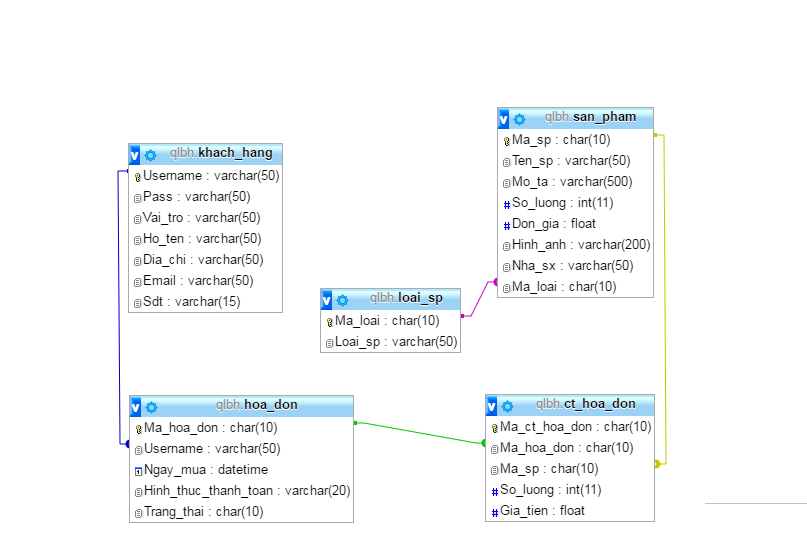 qlbh.san_pham
Ma_sp : char(10)
Ten_sp : varchar(50)
Mo_ta : varchar(500)
So_luong : int(11)
Don_gia : float
Hinh_anh : varchar(200)
Nha_sx : varchar(50)
Ma_loai : char(10)
qlbh.khach_hang
Username : varchar(50)
Pass : varchar(50)
Vai_tro : varchar(50)
Ho_ten : varchar(50)
Dia_chi : varchar(50)
Email : varchar(50)
Sdt : varchar(15)
qlbh.loai_sp
Ma_loai : char(10)
Loai_sp : varchar(50)
qlbh.hoa_don
Ma_hoa_don : char(10)
Username : varchar(50)
Ngay_mua : datetime
Hinh_thuc_thanh_toan : varchar(20)
Trang_thai : char(10)
qlbh.ct_hoa_don
Ma_ct_hoa_don : char(10)
Ma_hoa_don : char(10)
Ma_sp : char(10)
So_luong : int(11)
Gia_tien : float